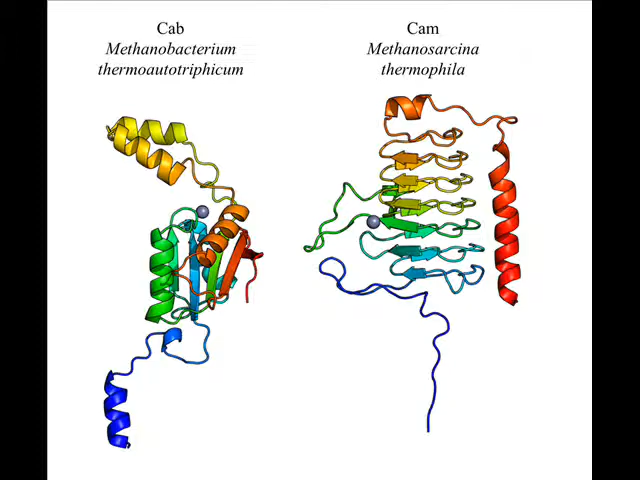 Cab
Methanobacterium
thermoautotriphicum
Cam
Methanosarcina
thermophila